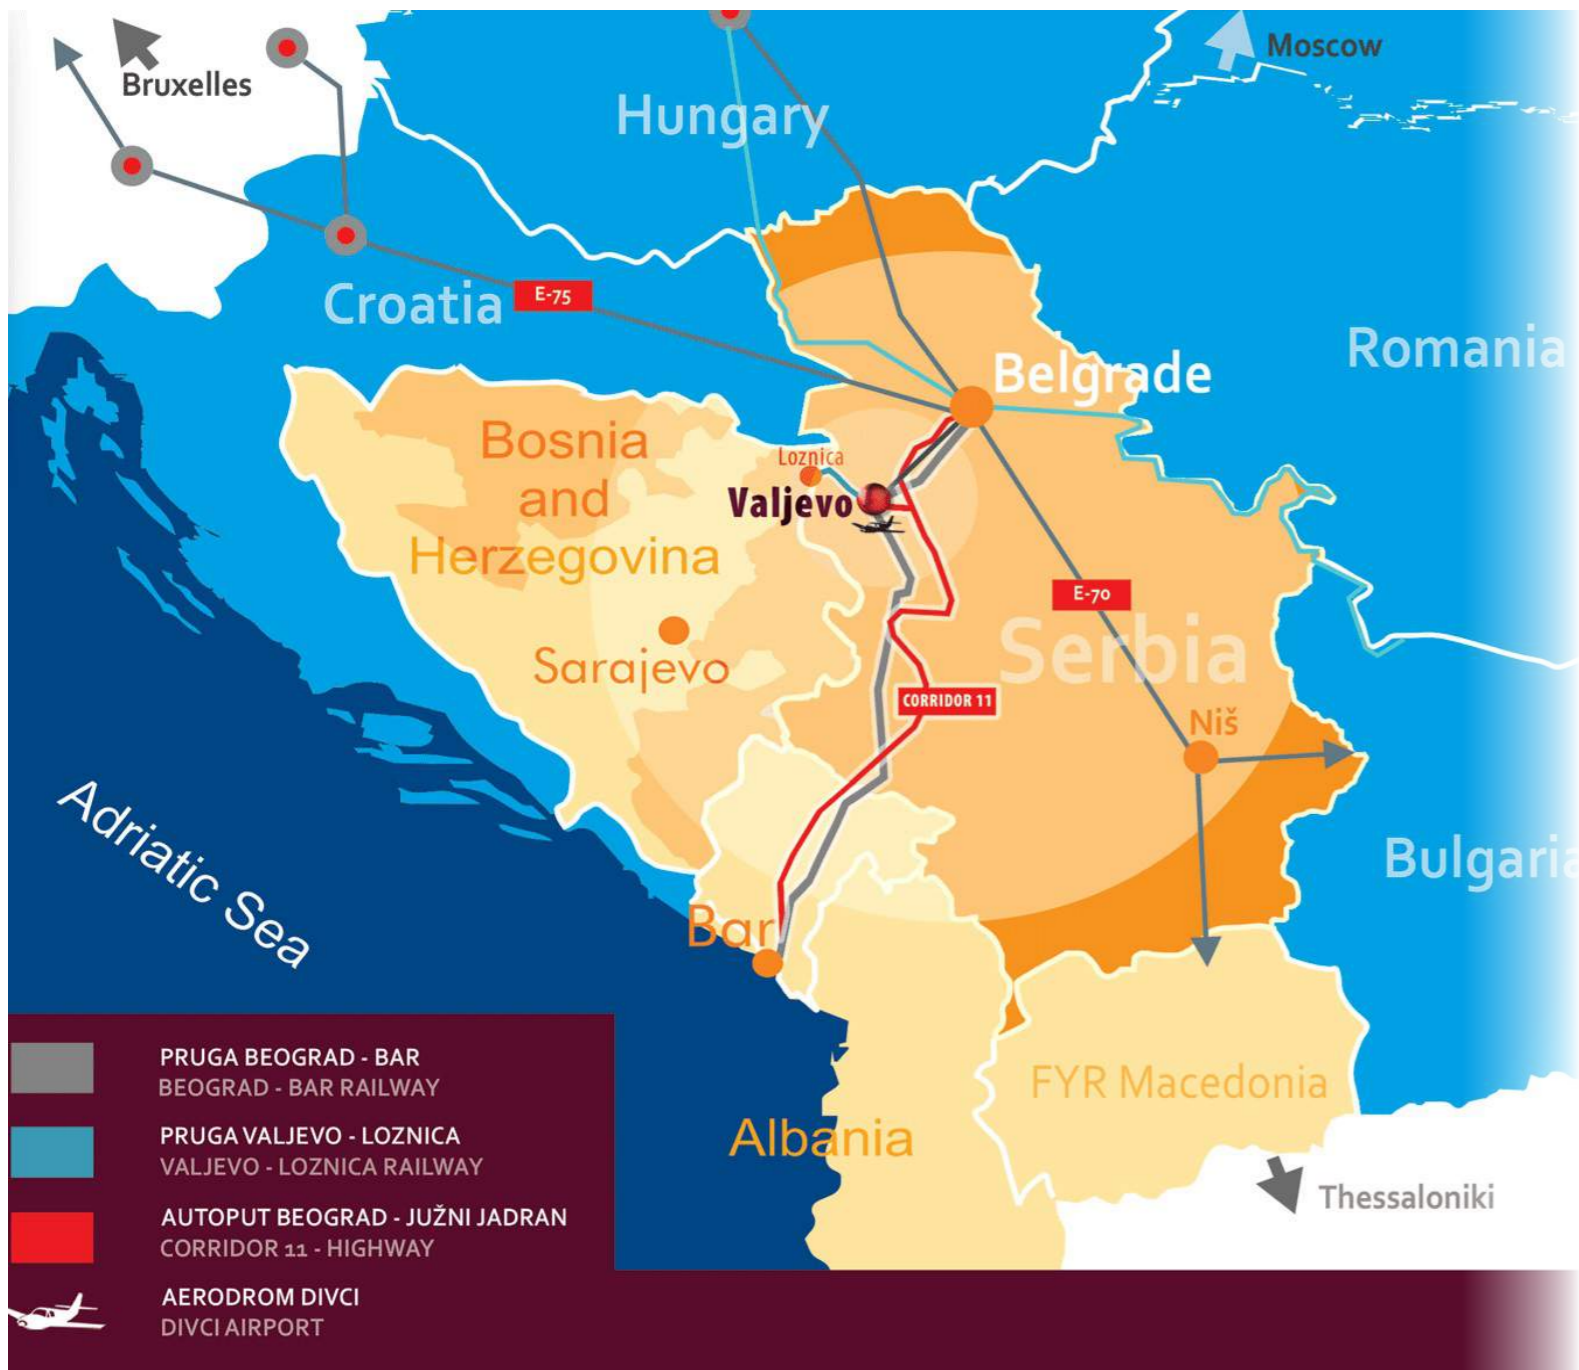 Moscow
Bruxelles
Hungary
Croatia
E-75
Romania
Belgrade
Bosnia
and
Herzegovina
Loznica
Valjevo
E-70
Serbia
Sarajevo
CORRIDOR 11
Niš
Adriatic Sea
Bulgaria
Bar
FYR Macedonia
Albania
Thessaloniki
PRUGA BEOGRAD - BAR
BEOGRAD - BAR RAILWAY
PRUGA VALJEVO - LOZNICA
VALJEVO - LOZNICA RAILWAY
AUTOPUT BEOGRAD - JUŽNI JADRAN
CORRIDOR 11 - HIGHWAY
AERODROM DIVCI
DIVCI AIRPORT